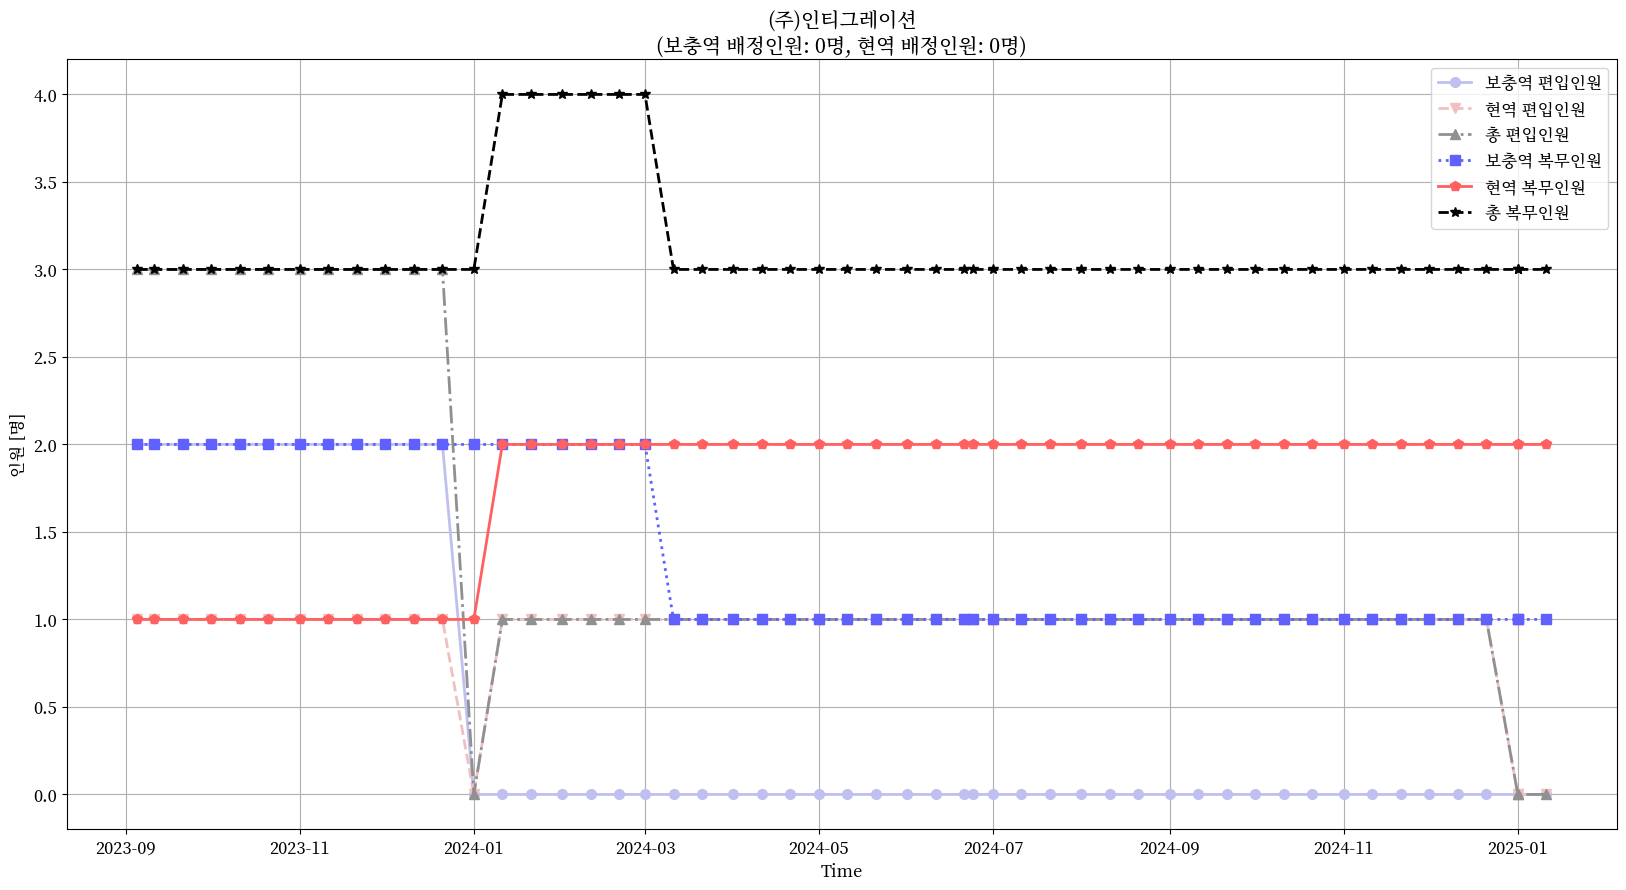 (주)인티그레이션
(보충역 배정인원: 0명, 현역 배정인원: 0명)
보충역 편입인원
현역 편입인원
총 편입인원
보충역 복무인원
현역 복무인원
총 복무인원
인원 [명]
4.0
3.5
3.0
2.5
2.0
1.5
1.0
0.5
0.0
2023-09 2023-11 2024-01 2024-03 2024-05 2024-07 2024-09 2024-11 2025-01
Time